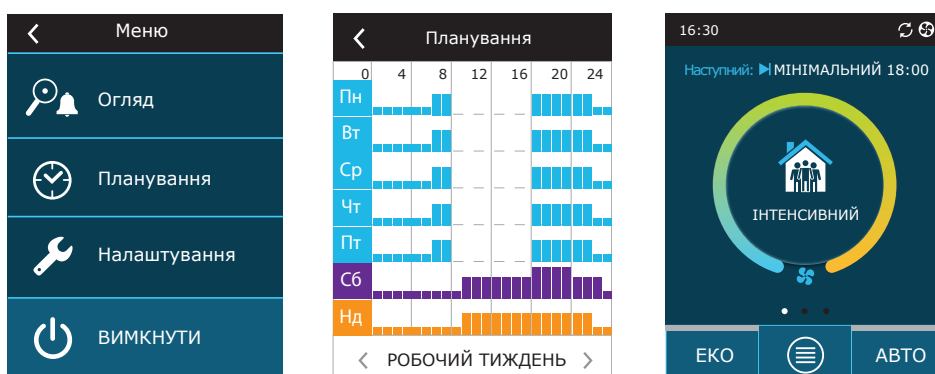 Меню
Огляд
Планування
Налаштування
ВИМКНУТИ
Планування
0 4 8 12 16 20 24
Пн
Вт
Ср
Чт
Пт
Сб
Нд
РОБОЧИЙ ТИЖДЕНЬ
16:30
Наступний: МІНІМАЛЬНИЙ 18:00
ІНТЕНСИВНИЙ
ЕКО
АВТО